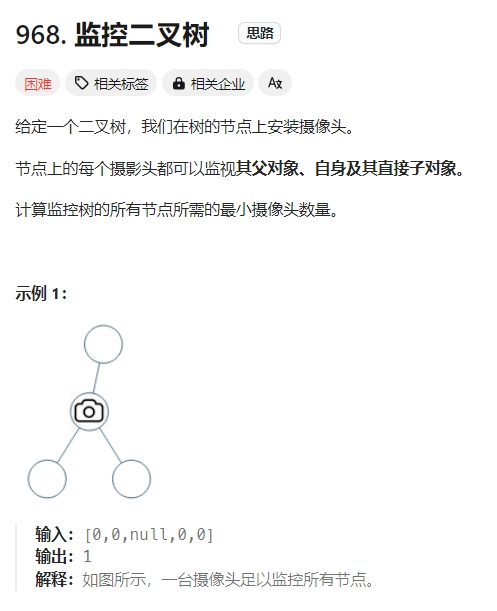 968. 监控二叉树 思路
困难 相关标签 相关企业 Aχ
给定一个二叉树，我们在树的节点上安装摄像头。
节点上的每个摄影头都可以监视其父对象、自身及其直接子对象。
计算监控树的所有节点所需的最小摄像头数量。
示例 1：
输入：[0,0,null,0,0]
输出：1
解释：如图所示，一台摄像头足以监控所有节点。